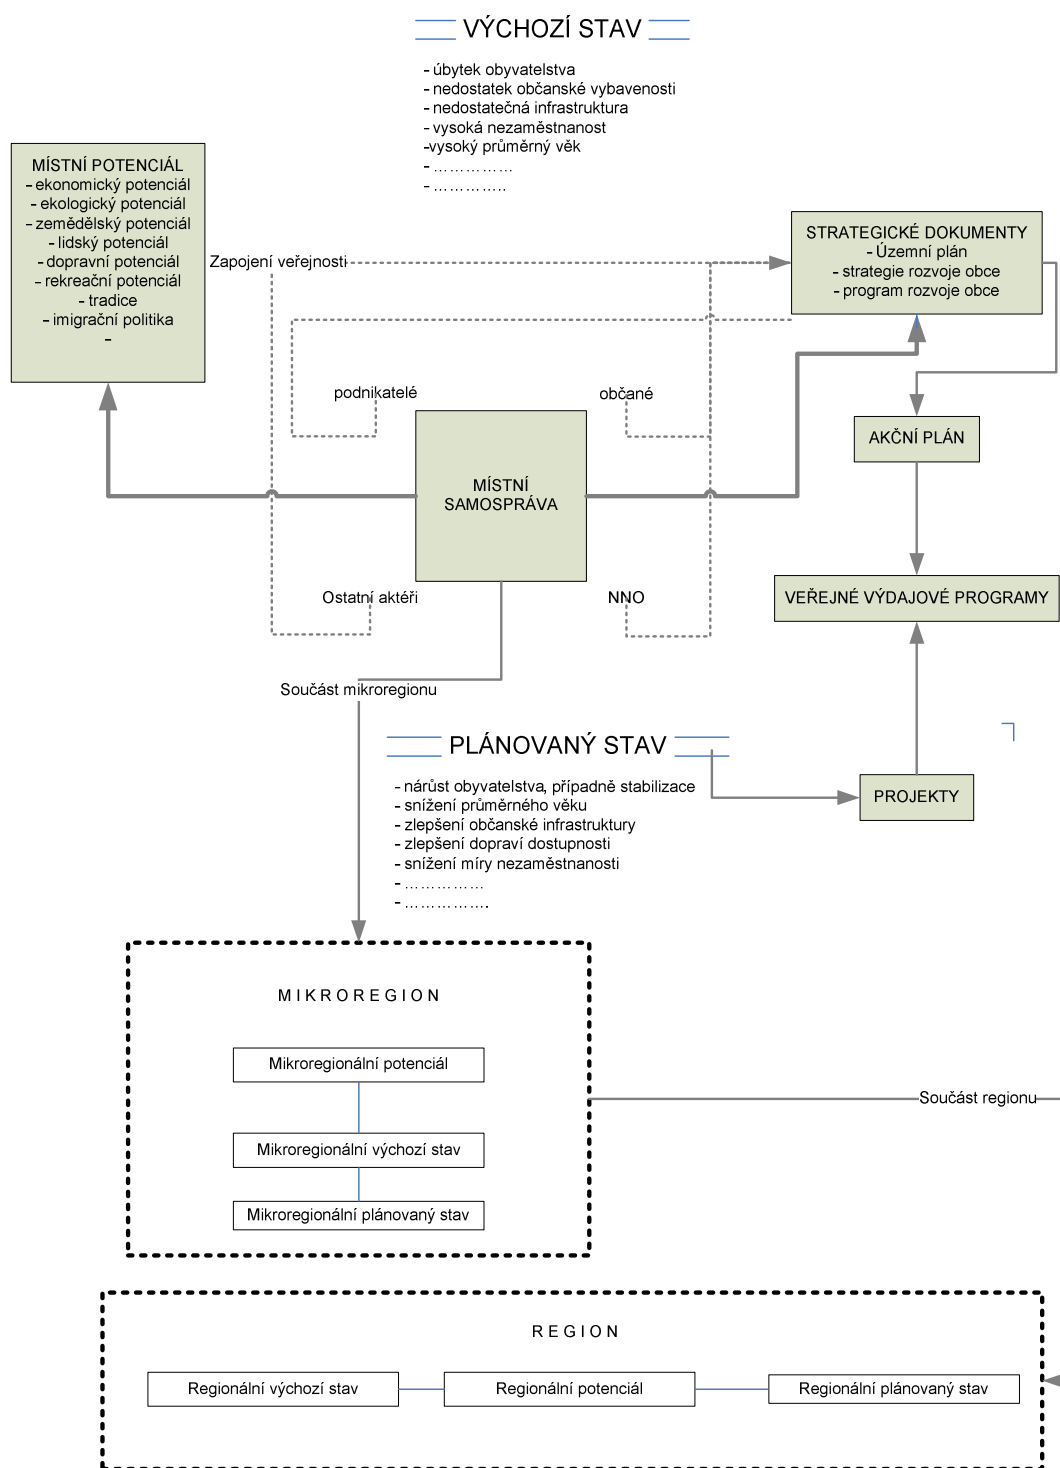 VÝCHOZÍ STAV
- úbytek obyvatelstva
- nedostatek občanské vybavenosti
- nedostatečná infrastruktura
- vysoká nezaměstnanost
-vysoký průměrný věk
- ……………
- …………..
MÍSTNÍ POTENCIÁL
- ekonomický potenciál
- ekologický potenciál
- zemědělský potenciál
- lidský potenciál
- dopravní potenciál
- rekreační potenciál
- tradice
- imigrační politika
-
Zapojení veřejnosti
STRATEGICKÉ DOKUMENTY
- Územní plán
- strategie rozvoje obce
- program rozvoje obce
podnikatelé
občané
AKČNÍ PLÁN
MÍSTNÍ
SAMOSPRÁVA
Ostatní aktéři
NNO
VEŘEJNÉ VÝDAJOVÉ PROGRAMY
Součást mikroregionu
PLÁNOVANÝ STAV
- nárůst obyvatelstva, případně stabilizace
- snížení průměrného věku
- zlepšení občanské infrastruktury
- zlepšení dopraví dostupnosti
- snížení míry nezaměstnanosti
- ……………
- …………….
PROJEKTY
M I K R O R E G I O N
Mikroregionální potenciál
Mikroregionální výchozí stav
Mikroregionální plánovaný stav
Součást regionu
R E G I O N
Regionální výchozí stav
Regionální potenciál
Regionální plánovaný stav